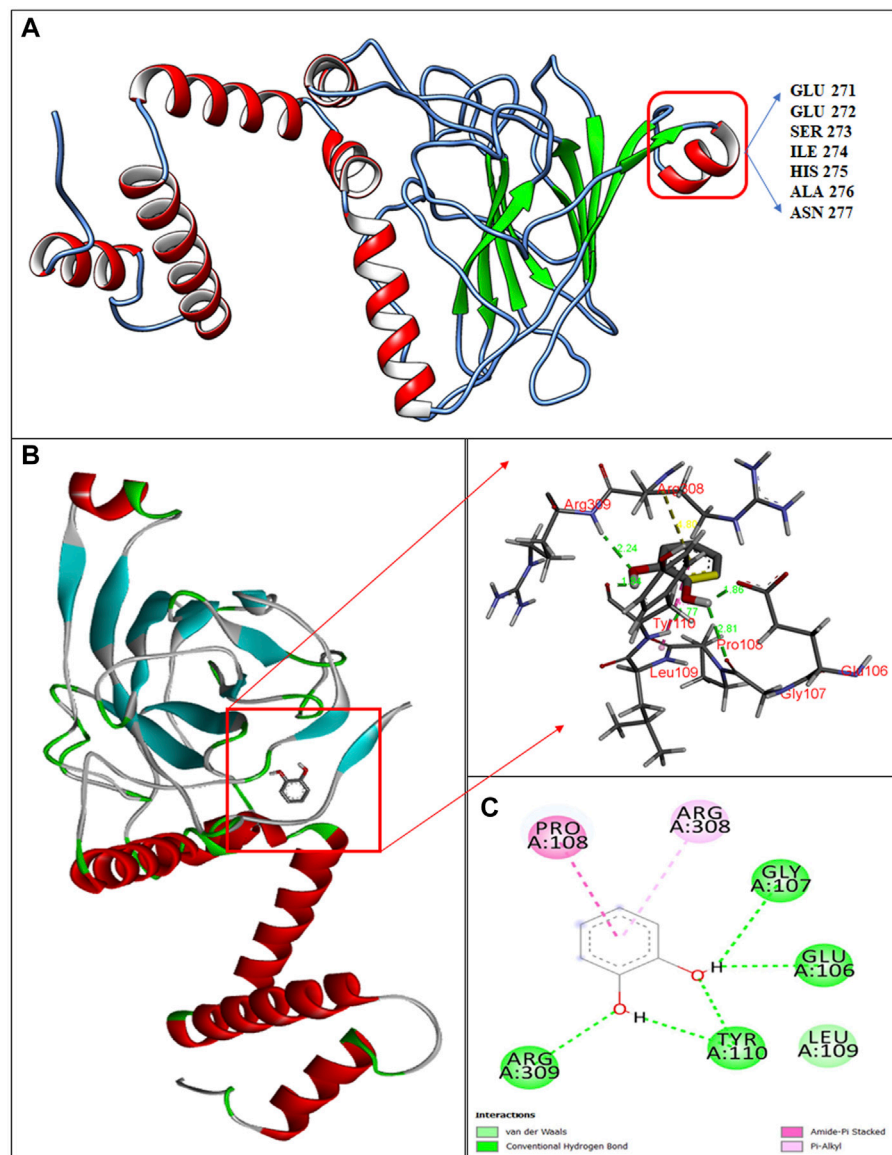 A
GLU 271
GLU 272
SER 273
ILE 274
HIS 275
ALA 276
ASN 277
B
Arg309
Arg308
4.80
2.24
1.86
Tyr110
2.81
Pro108
Leu109
Gly107
Glu106
C
PRO
A:108
ARG
A:308
GLY
A:107
GLU
A:106
H
O
O
H
ARG
A:309
TYR
A:110
LEU
A:109
Interactions
van der Waals
Conventional Hydrogen Bond
Amide-Pi Stacked
Pi-Alkyl